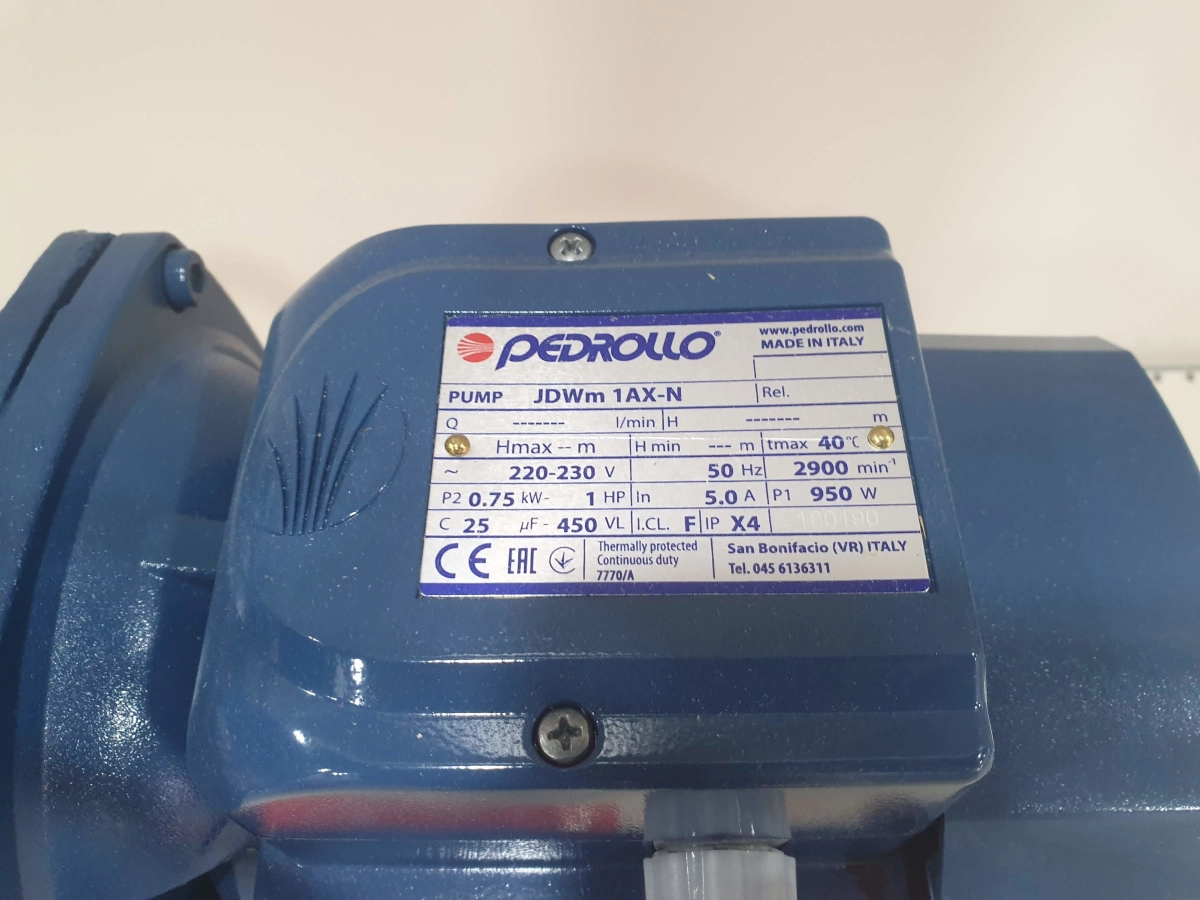 PEDROLLO®
www.pedrollo.com
MADE IN ITALY
PUMP JDWm 1AX-N Rel.
Q ------- l/min H ------- m
Hmax -- m H min --- m tmax 40°C
~ 220-230 V 50 Hz 2900 min⁻¹
P2 0.75 kW- 1 HP In 5.0 A P1 950 W
C 25 µF - 450 VL I.CL. F IP X4
CE EAC Thermally protected
Continuous duty
7770/A
San Bonifacio (VR) ITALY
Tel. 045 6136311